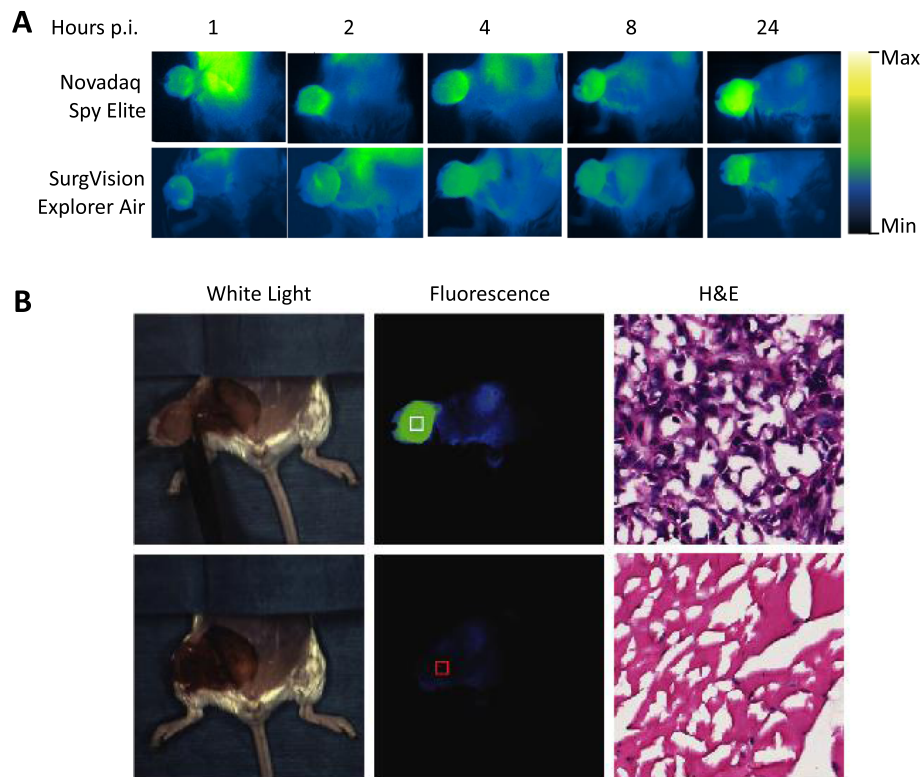 A
Hours p.i.
1
2
4
8
24
Novadaq
Spy Elite
SurgVision
Explorer Air
Max
Min
B
White Light
Fluorescence
H&E